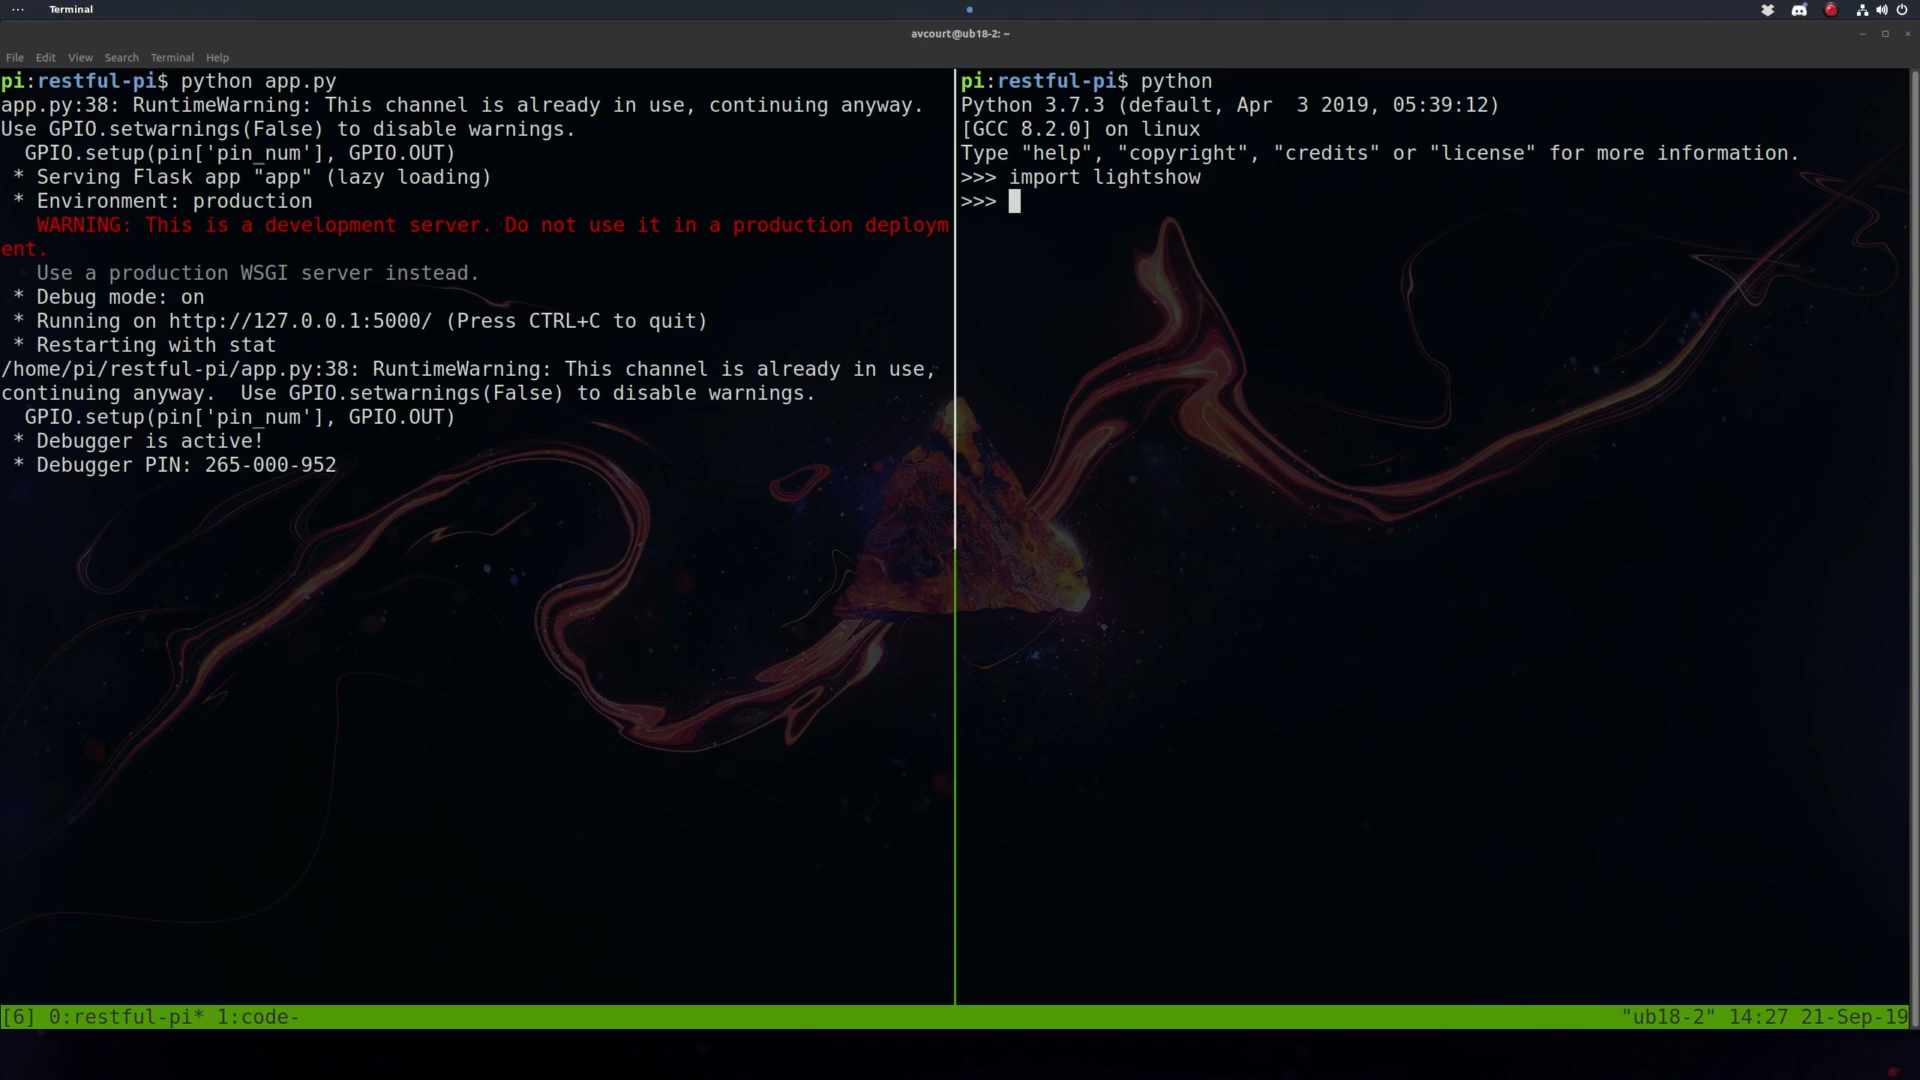 Terminal
avcourt@ub18-2: ~
File Edit View Search Terminal Help
pi:restful-pi$ python app.py
app.py:38: RuntimeWarning: This channel is already in use, continuing anyway.
Use GPIO.setwarnings(False) to disable warnings.
  GPIO.setup(pin['pin_num'], GPIO.OUT)
 * Serving Flask app "app" (lazy loading)
 * Environment: production
   WARNING: This is a development server. Do not use it in a production deploym
ent.
   Use a production WSGI server instead.
 * Debug mode: on
 * Running on http://127.0.0.1:5000/ (Press CTRL+C to quit)
 * Restarting with stat
/home/pi/restful-pi/app.py:38: RuntimeWarning: This channel is already in use,
continuing anyway.  Use GPIO.setwarnings(False) to disable warnings.
  GPIO.setup(pin['pin_num'], GPIO.OUT)
 * Debugger is active!
 * Debugger PIN: 265-000-952
pi:restful-pi$ python
Python 3.7.3 (default, Apr  3 2019, 05:39:12)
[GCC 8.2.0] on linux
Type "help", "copyright", "credits" or "license" for more information.
>>> import lightshow
>>>
[6] 0:restful-pi* 1:code-
"ub18-2" 14:27 21-Sep-19